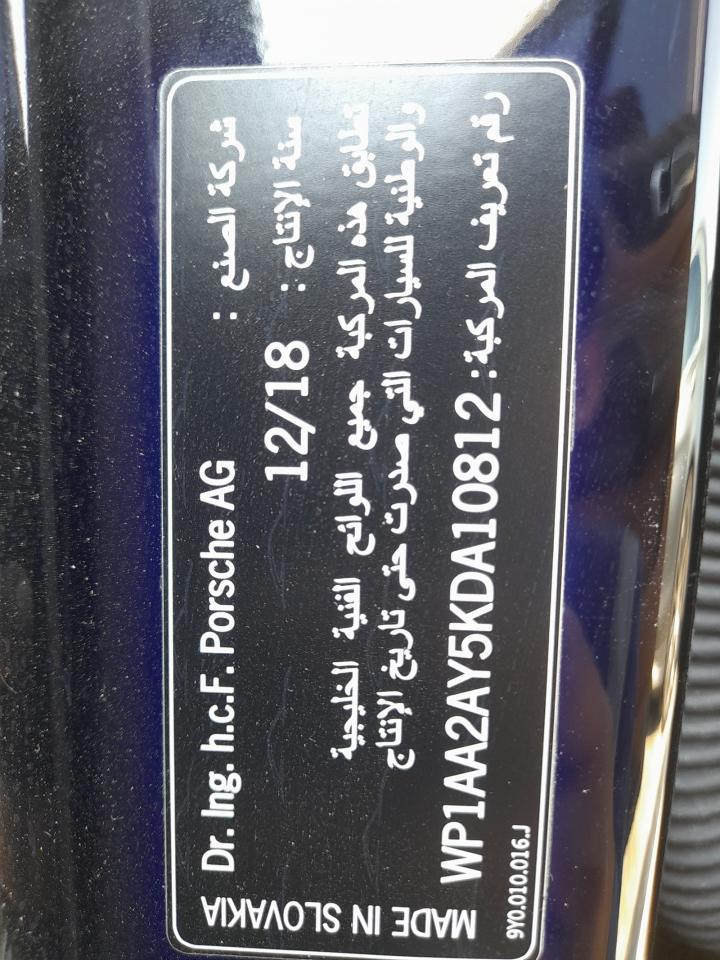 شركة الصنع : Dr. Ing. h.c.F. Porsche AG
سنة الإنتاج : 12/18
تطابق هذه المركبة جميع اللوائح الفنية الخليجية
والوطنية للسيارات التي صدرت حتى تاريخ الإنتاج
رقم تعريف المركبة : WP1AA2AY5KDA10812
9Y0.010.016.J
MADE IN SLOVAKIA